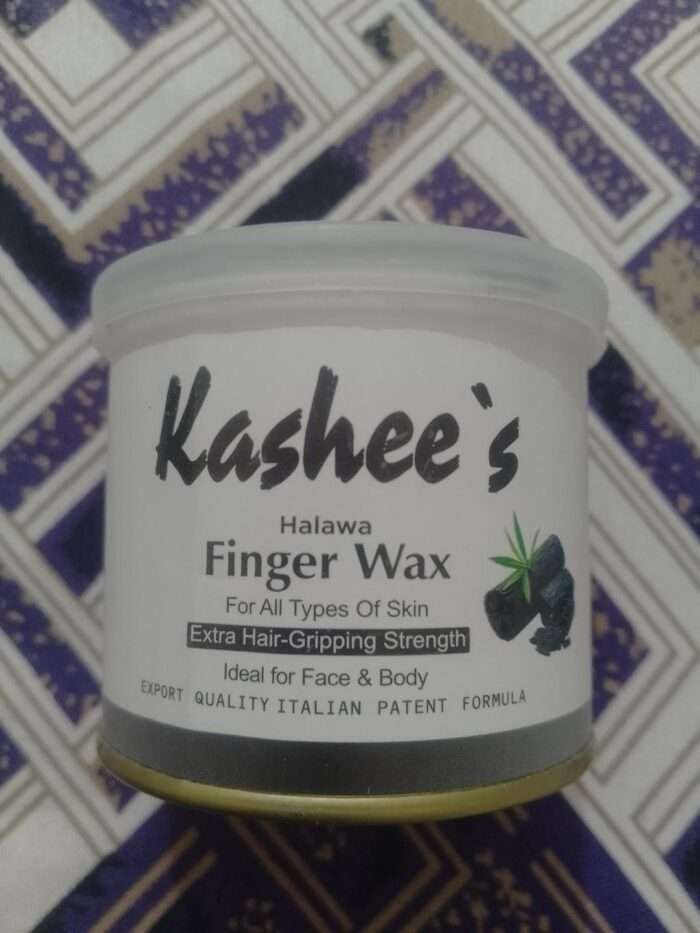 Kashee`s
Halawa
Finger Wax
For All Types Of Skin
Extra Hair-Gripping Strength
Ideal for Face & Body
EXPORT QUALITY ITALIAN PATENT FORMULA